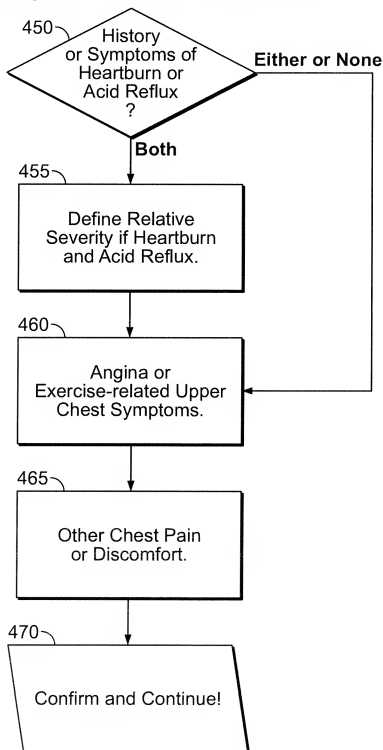 450
History
or Symptoms of
Heartburn or
Acid Reflux
?
Either or None
Both
455
Define Relative
Severity if Heartburn
and Acid Reflux.
460
Angina or
Exercise-related Upper
Chest Symptoms.
465
Other Chest Pain
or Discomfort.
470
Confirm and Continue!